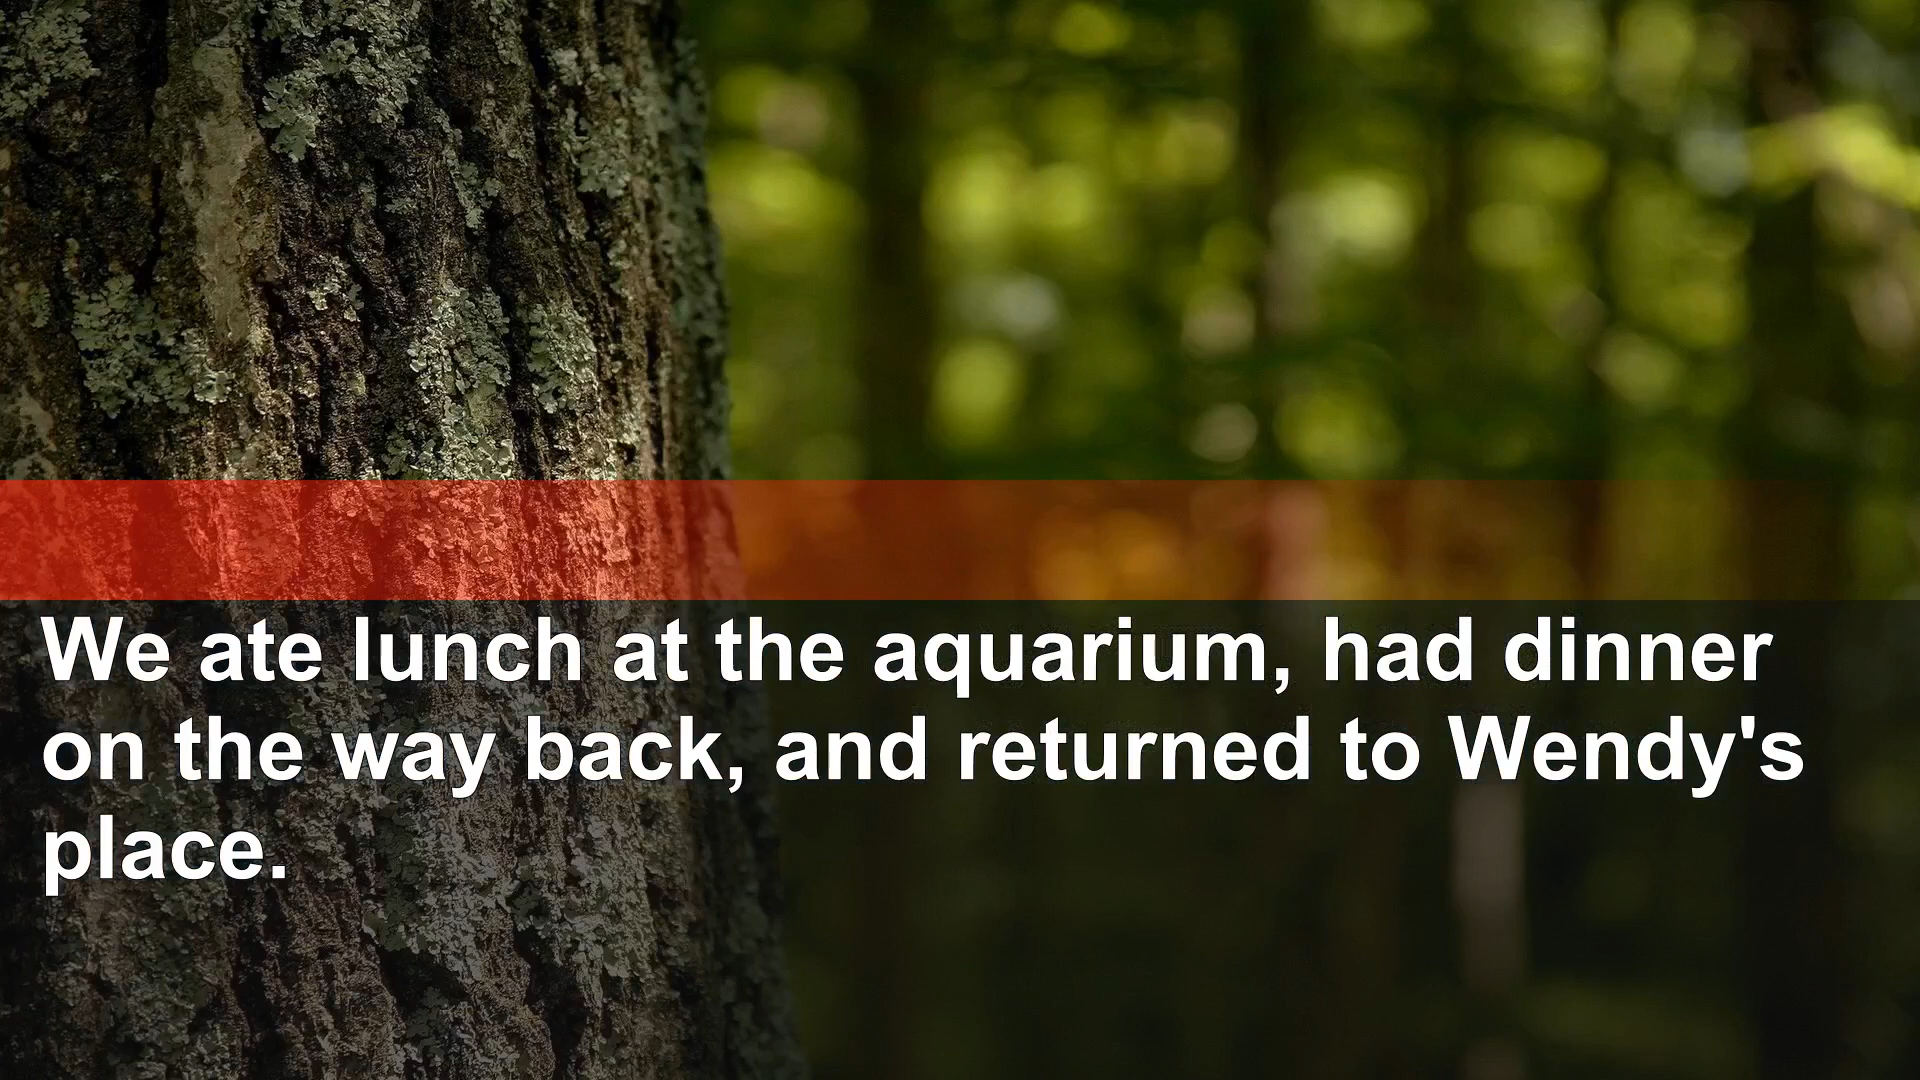 We ate lunch at the aquarium, had dinner
on the way back, and returned to Wendy's
place.